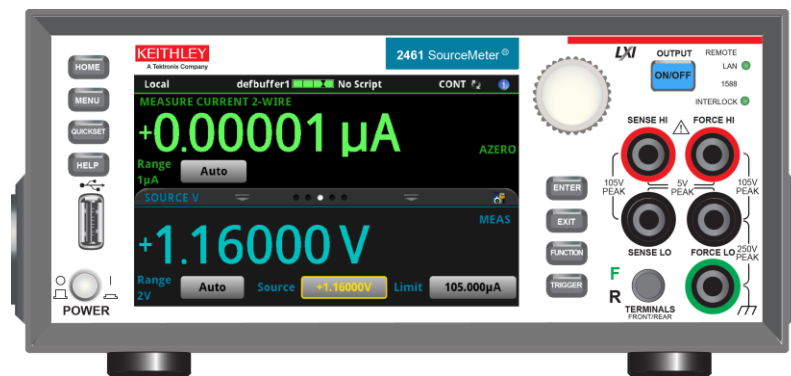 KEITHLEY
A Tektronix Company
2461 SourceMeter®
LXI
OUTPUT
REMOTE
LAN
1588
INTERLOCK
ON/OFF
HOME
MENU
QUICKSET
HELP
POWER
Local defbuffer1 No Script CONT
MEASURE CURRENT 2-WIRE
+0.00001 µA
AZERO
Range Auto
1µA
SOURCE V
MEAS
+1.16000 V
Range Auto Source +1.16000V Limit 105.000µA
2V
ENTER
EXIT
FUNCTION
TRIGGER
SENSE HI FORCE HI
105V PEAK
5V PEAK
105V PEAK
SENSE LO FORCE LO
250V PEAK
F
R
TERMINALS
FRONT/REAR